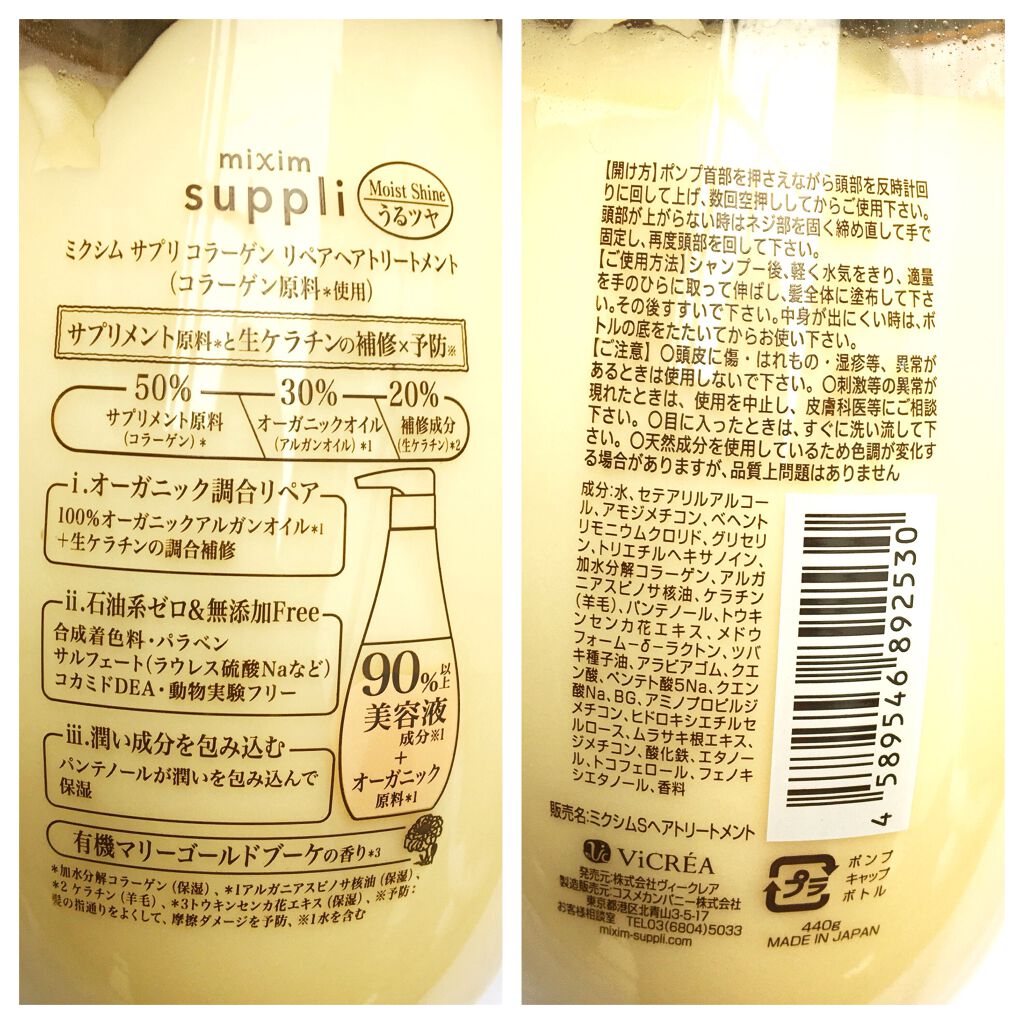 mixim
suppli
Moist Shine
うるツヤ
ミクシム サプリ コラーゲン リペアヘアトリートメント
(コラーゲン原料*使用)
サプリメント原料*と生ケラチンの補修×予防※
50% 30% 20%
サプリメント原料
(コラーゲン)*
オーガニックオイル
(アルガンオイル)*1
補修成分
(生ケラチン)*2
i.オーガニック調合リペア
100%オーガニックアルガンオイル*1
+生ケラチンの調合補修
ii.石油系ゼロ&無添加Free
合成着色料・パラベン
サルフェート(ラウレス硫酸Naなど)
コカミドDEA・動物実験フリー
iii.潤い成分を包み込む
パンテノールが潤いを包み込んで
保湿
90%以上
美容液
成分※1
+
オーガニック
原料*1
有機マリーゴールドブーケの香り*3
*加水分解コラーゲン(保湿)、*1アルガニアスピノサ核油(保湿)、
*2 ケラチン(羊毛)、*3トウキンセンカ花エキス(保湿)、※予防:
髪の指通りをよくして、摩擦ダメージを予防、※1水を含む
【開け方】ポンプ首部を押さえながら頭部を反時計回
りに回して上げ、数回空押ししてからご使用下さい。
頭部が上がらない時はネジ部を固く締め直して手で
固定し、再度頭部を回して下さい。
【ご使用方法】シャンプー後、軽く水気をきり、適量
を手のひらに取って伸ばし、髪全体に塗布して下さ
い。その後すすいで下さい。中身が出にくい時は、ボ
トルの底をたたいてからお使い下さい。
【ご注意】〇頭皮に傷・はれもの・湿疹等、異常が
あるときは使用しないで下さい。〇刺激等の異常が
現れたときは、使用を中止し、皮膚科医等にご相談
下さい。〇目に入ったときは、すぐに洗い流して下
さい。〇天然成分を使用しているため色調が変化す
る場合がありますが、品質上問題はありません
成分:水、セテアリルアルコー
ル、アモジメチコン、ベヘント
リモニウムクロリド、グリセリ
ン、トリエチルヘキサノイン、
加水分解コラーゲン、アルガ
ニアスピノサ核油、ケラチン
(羊毛)、パンテノール、トウキ
ンセンカ花エキス、メドウ
フォーム-δ-ラクトン、ツバ
キ種子油、アラビアゴム、クエ
ン酸、ペンテト酸5Na、クエン
酸Na、BG、アミノプロピルジ
メチコン、ヒドロキシエチルセ
ルロース、ムラサキ根エキス、
ジメチコン、酸化鉄、エタノー
ル、トコフェロール、フェノキ
シエタノール、香料
4 589546 892530
販売名:ミクシムSヘアトリートメント
Vc ViCRÉA
発売元:株式会社ヴィークレア
製造販売元:コスメカンパニー株式会社
東京都港区北青山3-5-17
お客様相談室 TEL03(6804)5033
mixim-suppli.com
プラ
ポンプ
キャップ
ボトル
440g
MADE IN JAPAN